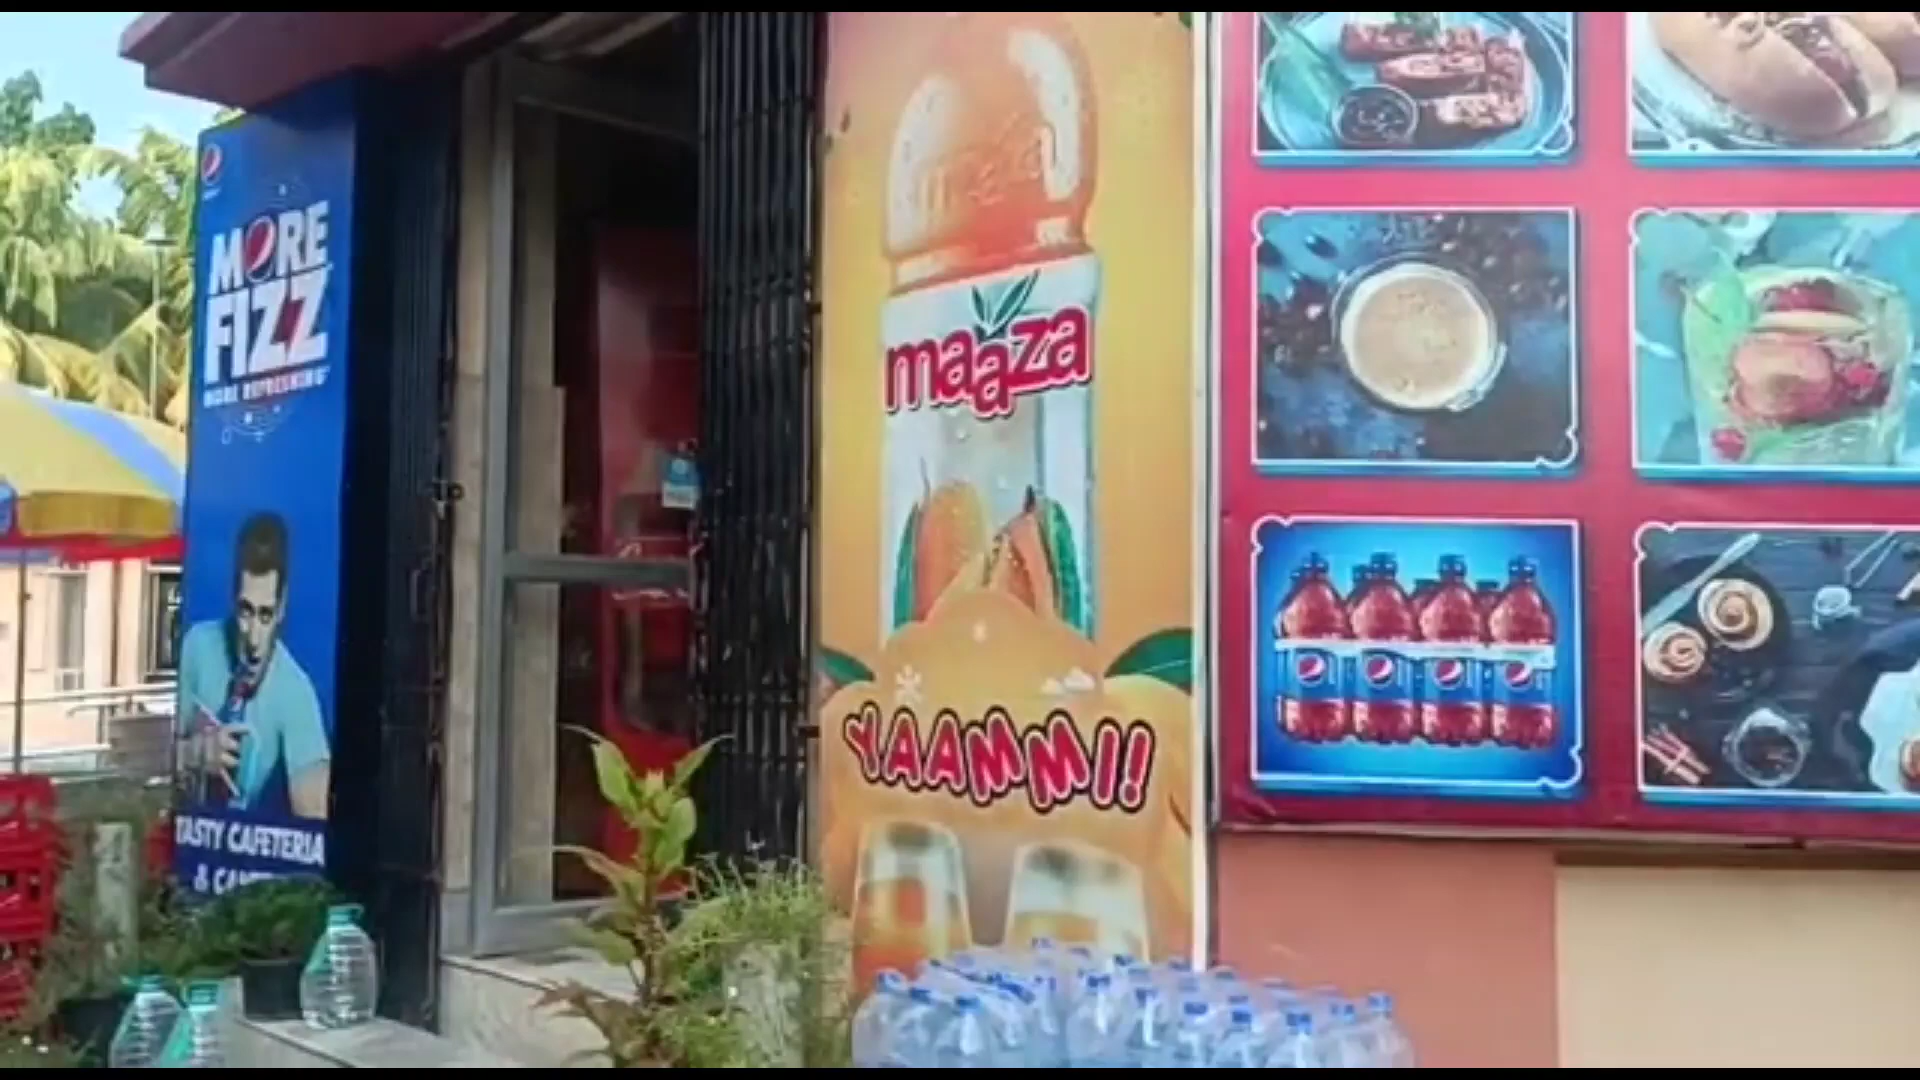 MORE
FIZZ
MORE REFRESHING
TASTY CAFETERIA
&
maaza
YAAMMI!